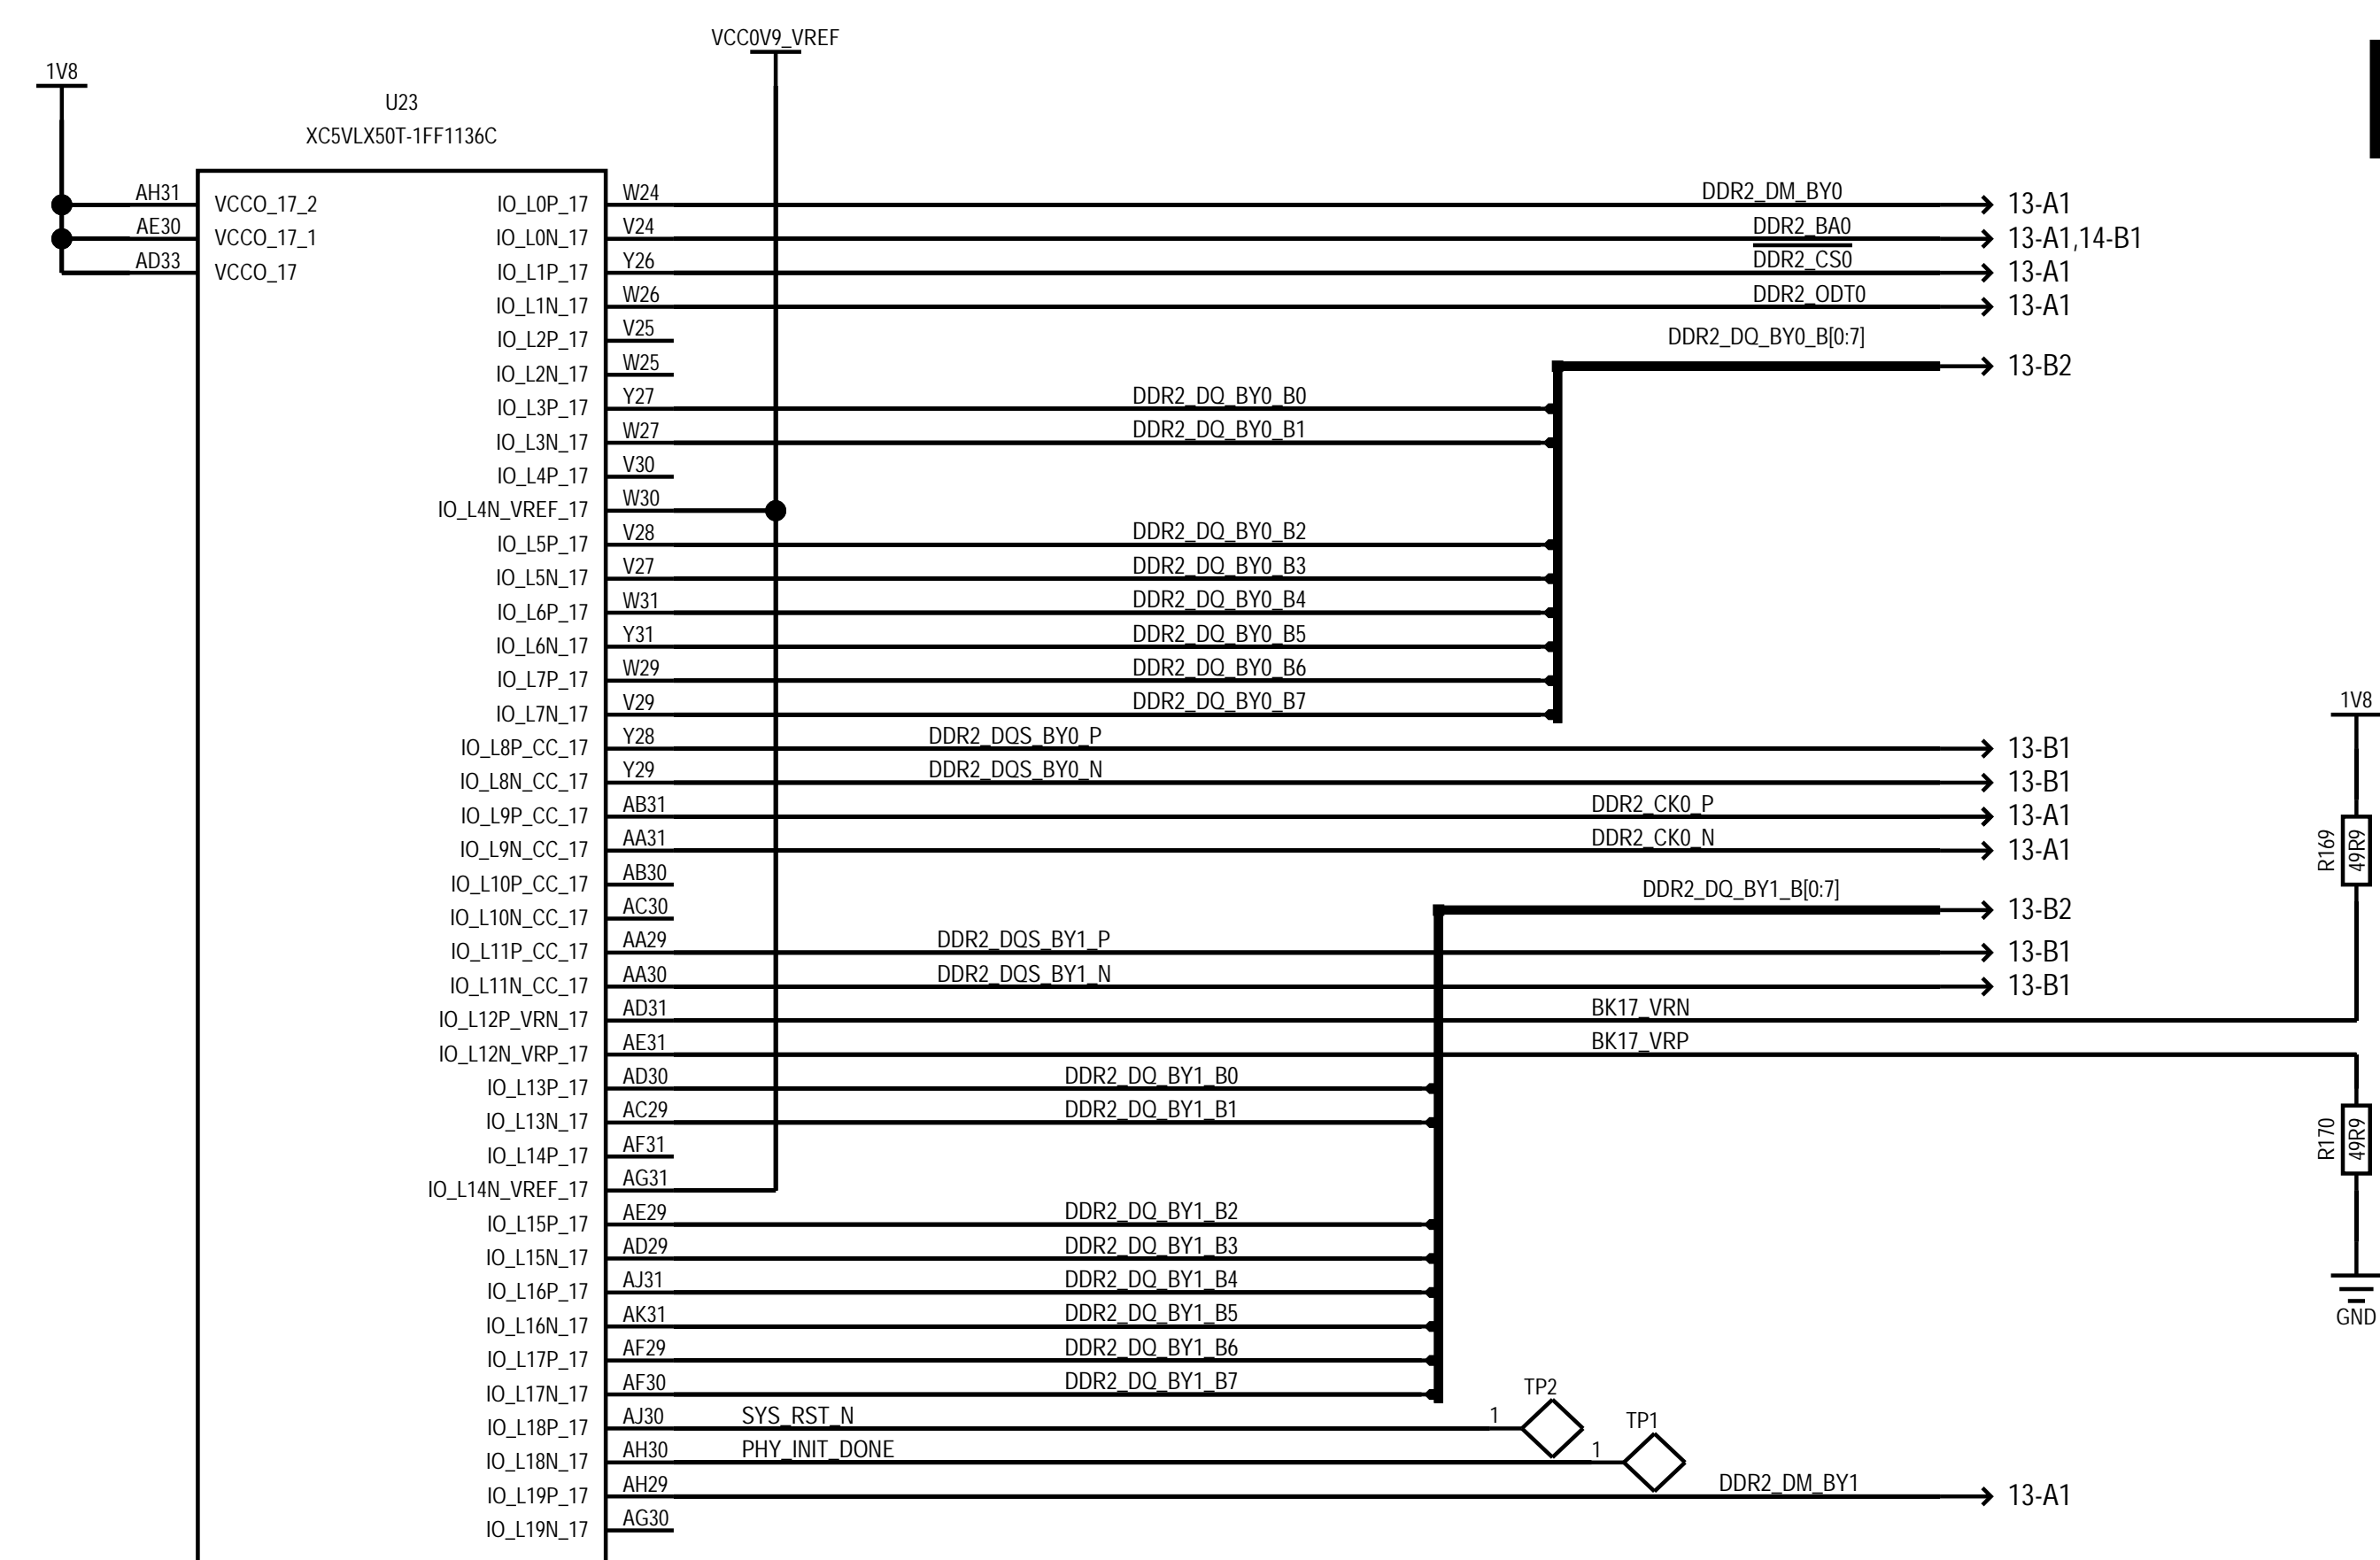 VCC0V9_VREF
1V8
U23
XC5VLX50T-1FF1136C
AH31 VCCO_17_2 IO_L0P_17 W24 DDR2_DM_BY0 13-A1
AE30 VCCO_17_1 IO_L0N_17 V24 DDR2_BA0 13-A1,14-B1
AD33 VCCO_17 IO_L1P_17 Y26 DDR2_CS0 13-A1
IO_L1N_17 W26 DDR2_ODT0 13-A1
IO_L2P_17 V25
DDR2_DQ_BY0_B[0:7] 13-B2
IO_L2N_17 W25
IO_L3P_17 Y27 DDR2_DQ_BY0_B0
IO_L3N_17 W27 DDR2_DQ_BY0_B1
IO_L4P_17 V30
IO_L4N_VREF_17 W30
IO_L5P_17 V28 DDR2_DQ_BY0_B2
IO_L5N_17 V27 DDR2_DQ_BY0_B3
IO_L6P_17 W31 DDR2_DQ_BY0_B4
IO_L6N_17 Y31 DDR2_DQ_BY0_B5
IO_L7P_17 W29 DDR2_DQ_BY0_B6
IO_L7N_17 V29 DDR2_DQ_BY0_B7
1V8
IO_L8P_CC_17 Y28 DDR2_DQS_BY0_P 13-B1
IO_L8N_CC_17 Y29 DDR2_DQS_BY0_N 13-B1
IO_L9P_CC_17 AB31 DDR2_CK0_P 13-A1
IO_L9N_CC_17 AA31 DDR2_CK0_N 13-A1
R169 49R9
IO_L10P_CC_17 AB30
DDR2_DQ_BY1_B[0:7] 13-B2
IO_L10N_CC_17 AC30
IO_L11P_CC_17 AA29 DDR2_DQS_BY1_P 13-B1
IO_L11N_CC_17 AA30 DDR2_DQS_BY1_N 13-B1
IO_L12P_VRN_17 AD31 BK17_VRN
IO_L12N_VRP_17 AE31 BK17_VRP
IO_L13P_17 AD30 DDR2_DQ_BY1_B0
IO_L13N_17 AC29 DDR2_DQ_BY1_B1
R170 49R9
IO_L14P_17 AF31
IO_L14N_VREF_17 AG31
IO_L15P_17 AE29 DDR2_DQ_BY1_B2
IO_L15N_17 AD29 DDR2_DQ_BY1_B3
IO_L16P_17 AJ31 DDR2_DQ_BY1_B4
IO_L16N_17 AK31 DDR2_DQ_BY1_B5
GND
IO_L17P_17 AF29 DDR2_DQ_BY1_B6
IO_L17N_17 AF30 DDR2_DQ_BY1_B7
TP2
IO_L18P_17 AJ30 SYS_RST_N 1
TP1
IO_L18N_17 AH30 PHY_INIT_DONE 1
IO_L19P_17 AH29 DDR2_DM_BY1 13-A1
IO_L19N_17 AG30